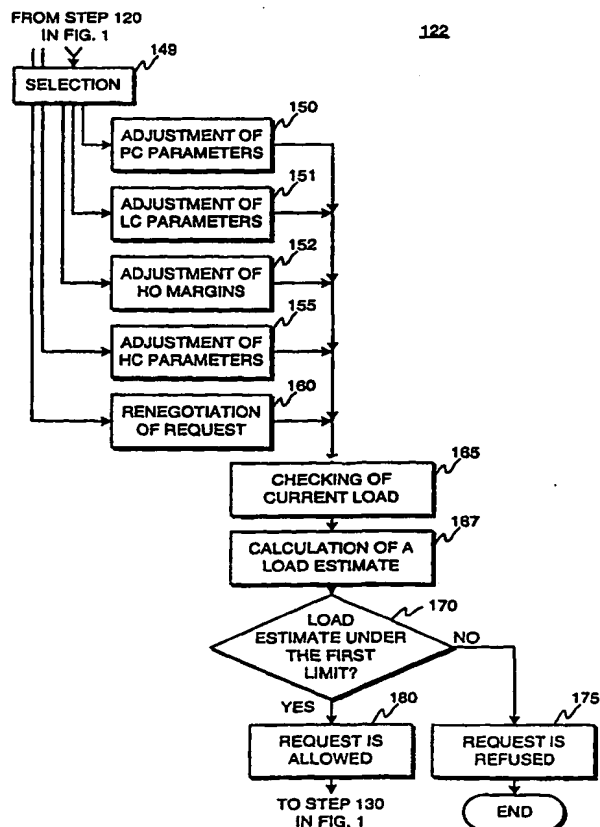 FROM STEP 120
IN FIG. 1
122
149
SELECTION
150
ADJUSTMENT OF
PC PARAMETERS
151
ADJUSTMENT OF
LC PARAMETERS
152
ADJUSTMENT OF
HO MARGINS
155
ADJUSTMENT OF
HC PARAMETERS
160
RENEGOTIATION
OF REQUEST
165
CHECKING OF
CURRENT LOAD
167
CALCULATION OF A
LOAD ESTIMATE
170
LOAD
ESTIMATE UNDER
THE FIRST
LIMIT?
NO
YES
180
REQUEST IS
ALLOWED
175
REQUEST IS
REFUSED
TO STEP 130
IN FIG. 1
END